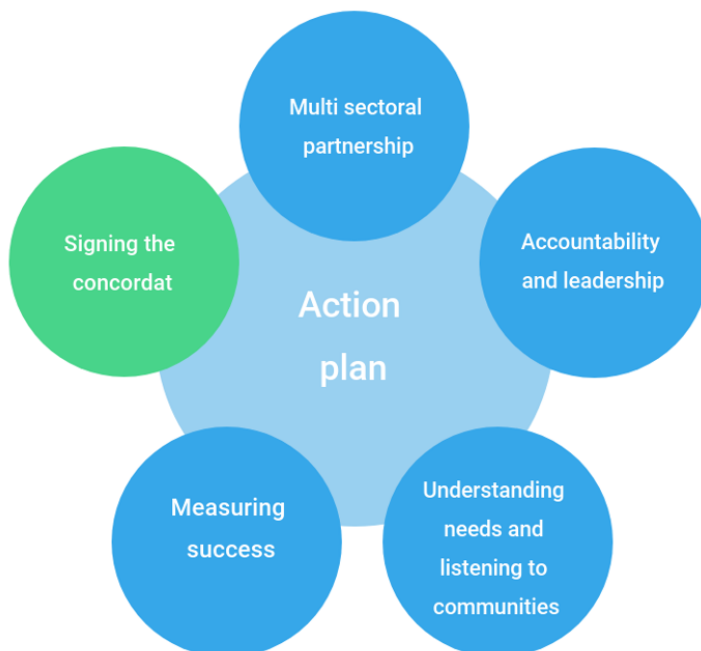 Multi sectoral
partnership
Signing the
concordat
Accountability
and leadership
Action
plan
Measuring
success
Understanding
needs and
listening to
communities